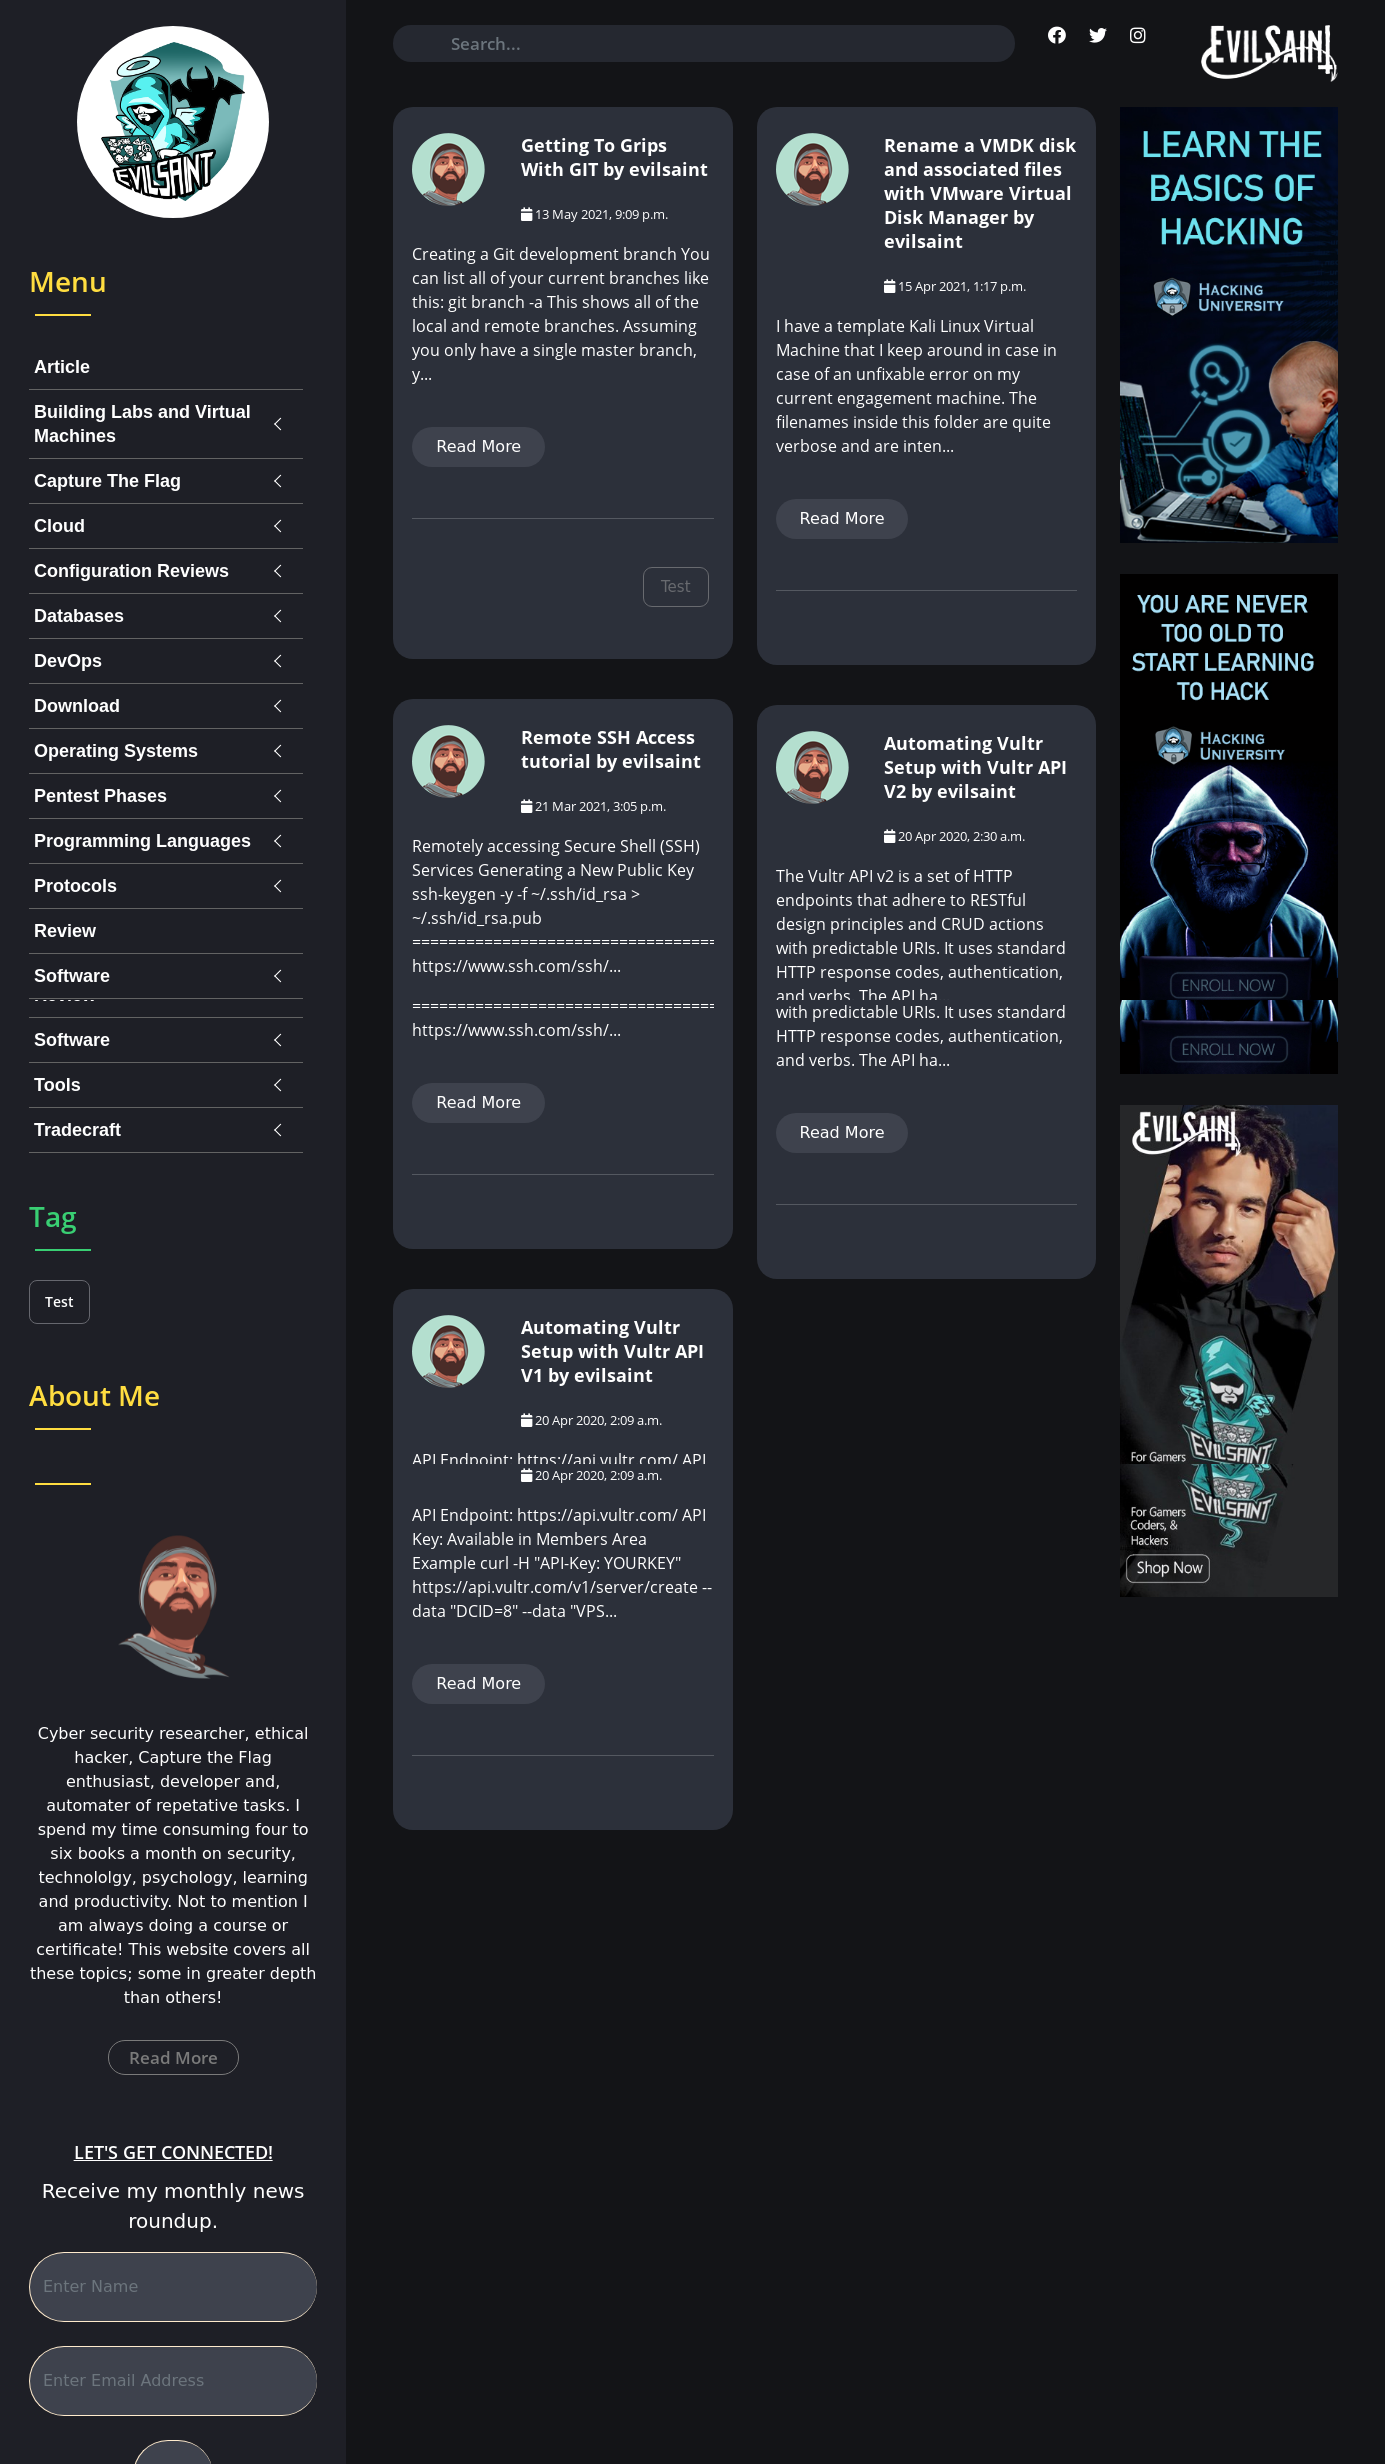 EVILSAINT
Menu
Article
Building Labs and Virtual
Machines
Capture The Flag
Cloud
Configuration Reviews
Databases
DevOps
Download
Operating Systems
Pentest Phases
Programming Languages
Protocols
Review
Software
Software
Tools
Tradecraft
Tag
Test
About Me
Cyber security researcher, ethical
hacker, Capture the Flag
enthusiast, developer and,
automater of repetative tasks. I
spend my time consuming four to
six books a month on security,
technololgy, psychology, learning
and productivity. Not to mention I
am always doing a course or
certificate! This website covers all
these topics; some in greater depth
than others!
Read More
LET'S GET CONNECTED!
Receive my monthly news
roundup.
Enter Name
Enter Email Address
Search...
EVILSAINT
Getting To Grips
With GIT by evilsaint
13 May 2021, 9:09 p.m.
Creating a Git development branch You
can list all of your current branches like
this: git branch -a This shows all of the
local and remote branches. Assuming
you only have a single master branch,
y...
Read More
Test
Rename a VMDK disk
and associated files
with VMware Virtual
Disk Manager by
evilsaint
15 Apr 2021, 1:17 p.m.
I have a template Kali Linux Virtual
Machine that I keep around in case in
case of an unfixable error on my
current engagement machine. The
filenames inside this folder are quite
verbose and are inten...
Read More
Remote SSH Access
tutorial by evilsaint
21 Mar 2021, 3:05 p.m.
Remotely accessing Secure Shell (SSH)
Services Generating a New Public Key
ssh-keygen -y -f ~/.ssh/id_rsa >
~/.ssh/id_rsa.pub
==================================
https://www.ssh.com/ssh/...
==================================
https://www.ssh.com/ssh/...
Read More
Automating Vultr
Setup with Vultr API
V2 by evilsaint
20 Apr 2020, 2:30 a.m.
The Vultr API v2 is a set of HTTP
endpoints that adhere to RESTful
design principles and CRUD actions
with predictable URIs. It uses standard
HTTP response codes, authentication,
and verbs. The API ha
with predictable URIs. It uses standard
HTTP response codes, authentication,
and verbs. The API ha...
Read More
Automating Vultr
Setup with Vultr API
V1 by evilsaint
20 Apr 2020, 2:09 a.m.
API Endpoint: https://api.vultr.com/ API
20 Apr 2020, 2:09 a.m.
API Endpoint: https://api.vultr.com/ API
Key: Available in Members Area
Example curl -H "API-Key: YOURKEY"
https://api.vultr.com/v1/server/create --
data "DCID=8" --data "VPS...
Read More
LEARN THE
BASICS OF
HACKING
HACKING
UNIVERSITY
YOU ARE NEVER
TOO OLD TO
START LEARNING
TO HACK
HACKING
UNIVERSITY
ENROLL NOW
ENROLL NOW
EVILSAINT
EVILSAINT
For Gamers
EVILSAINT
For Gamers
Coders, &
Hackers
Shop Now